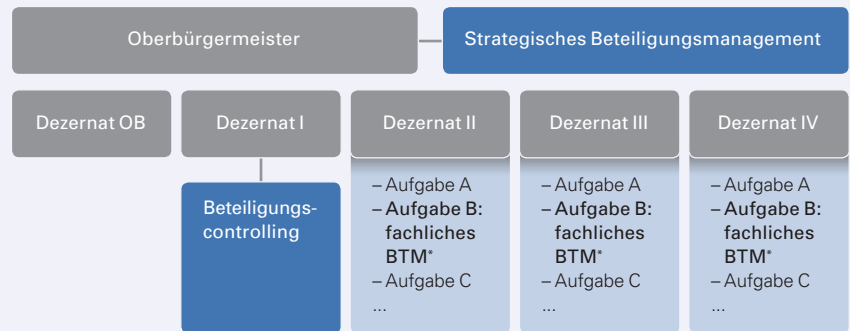 Oberbürgermeister
Strategisches Beteiligungsmanagement
Dezernat OB
Dezernat I
Dezernat II
Dezernat III
Dezernat IV
Beteiligungs-
controlling
– Aufgabe A
– Aufgabe B:
fachliches
BTM*
– Aufgabe C
...
– Aufgabe A
– Aufgabe B:
fachliches
BTM*
– Aufgabe C
...
– Aufgabe A
– Aufgabe B:
fachliches
BTM*
– Aufgabe C
...